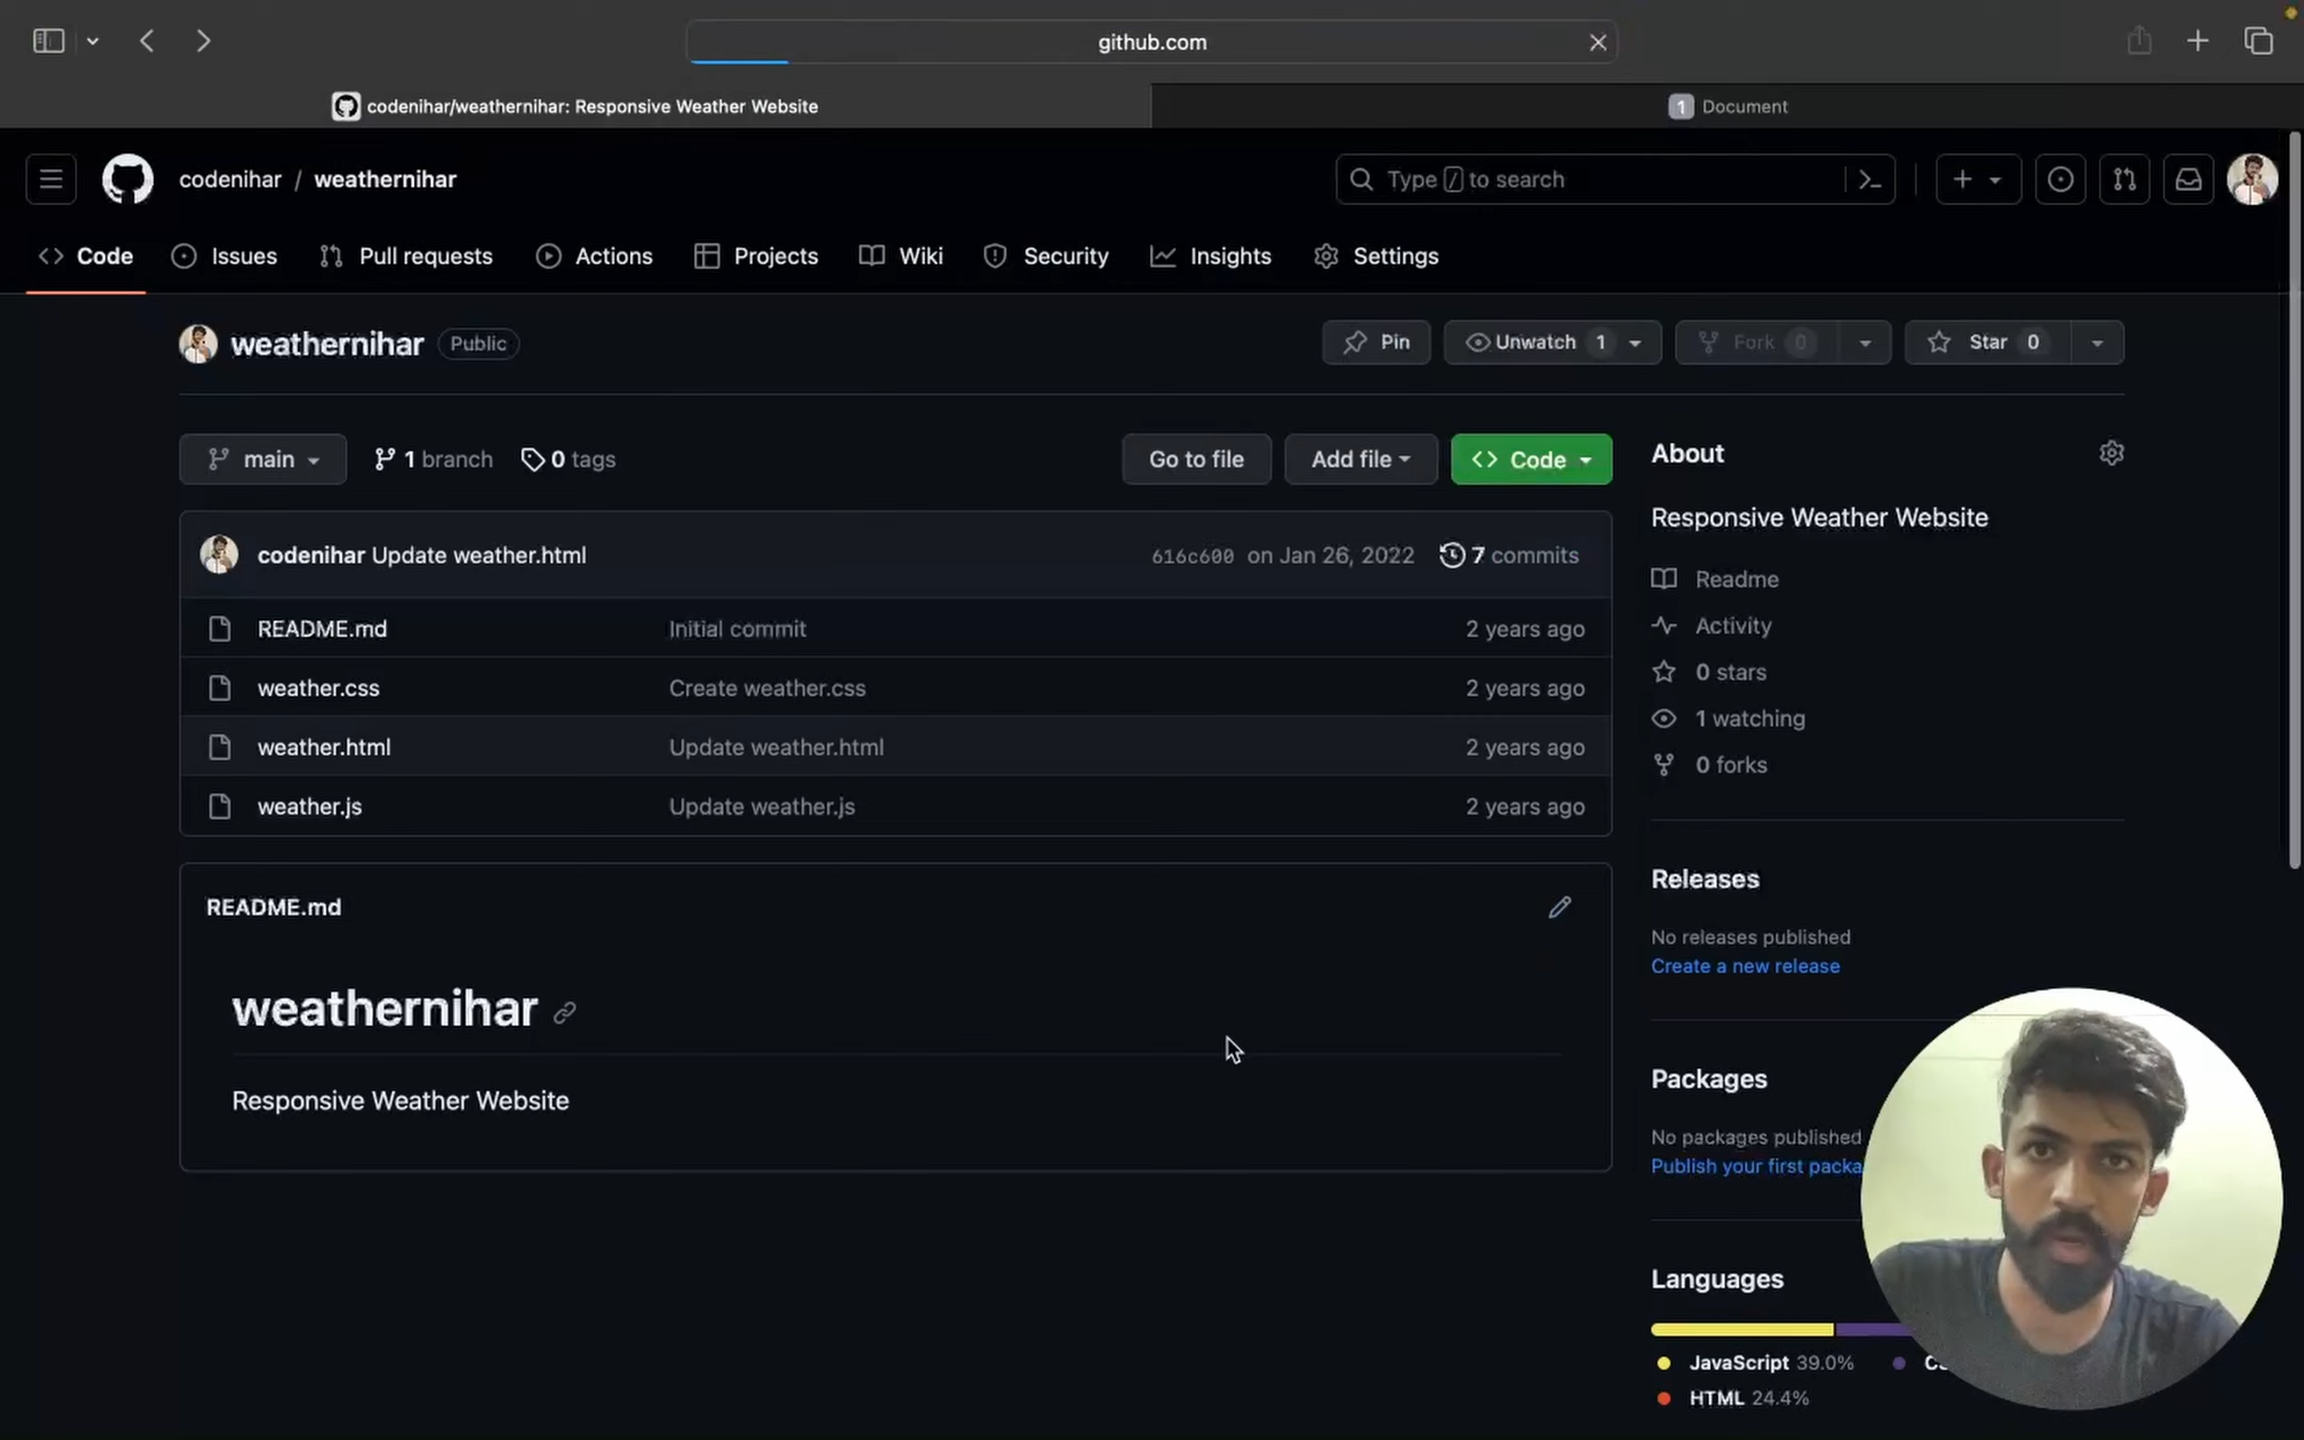 github.com
codenihar/weathernihar: Responsive Weather Website
1 Document
codenihar / weathernihar
Type / to search
Code Issues Pull requests Actions Projects Wiki Security Insights Settings
weathernihar Public
Pin Unwatch 1 Fork 0 Star 0
main 1 branch 0 tags Go to file Add file Code
codenihar Update weather.html 616c600 on Jan 26, 2022 7 commits
README.md Initial commit 2 years ago
weather.css Create weather.css 2 years ago
weather.html Update weather.html 2 years ago
weather.js Update weather.js 2 years ago
README.md
weathernihar
Responsive Weather Website
About
Responsive Weather Website
Readme
Activity
0 stars
1 watching
0 forks
Releases
No releases published
Create a new release
Packages
No packages published
Publish your first packa
Languages
JavaScript 39.0%
HTML 24.4%